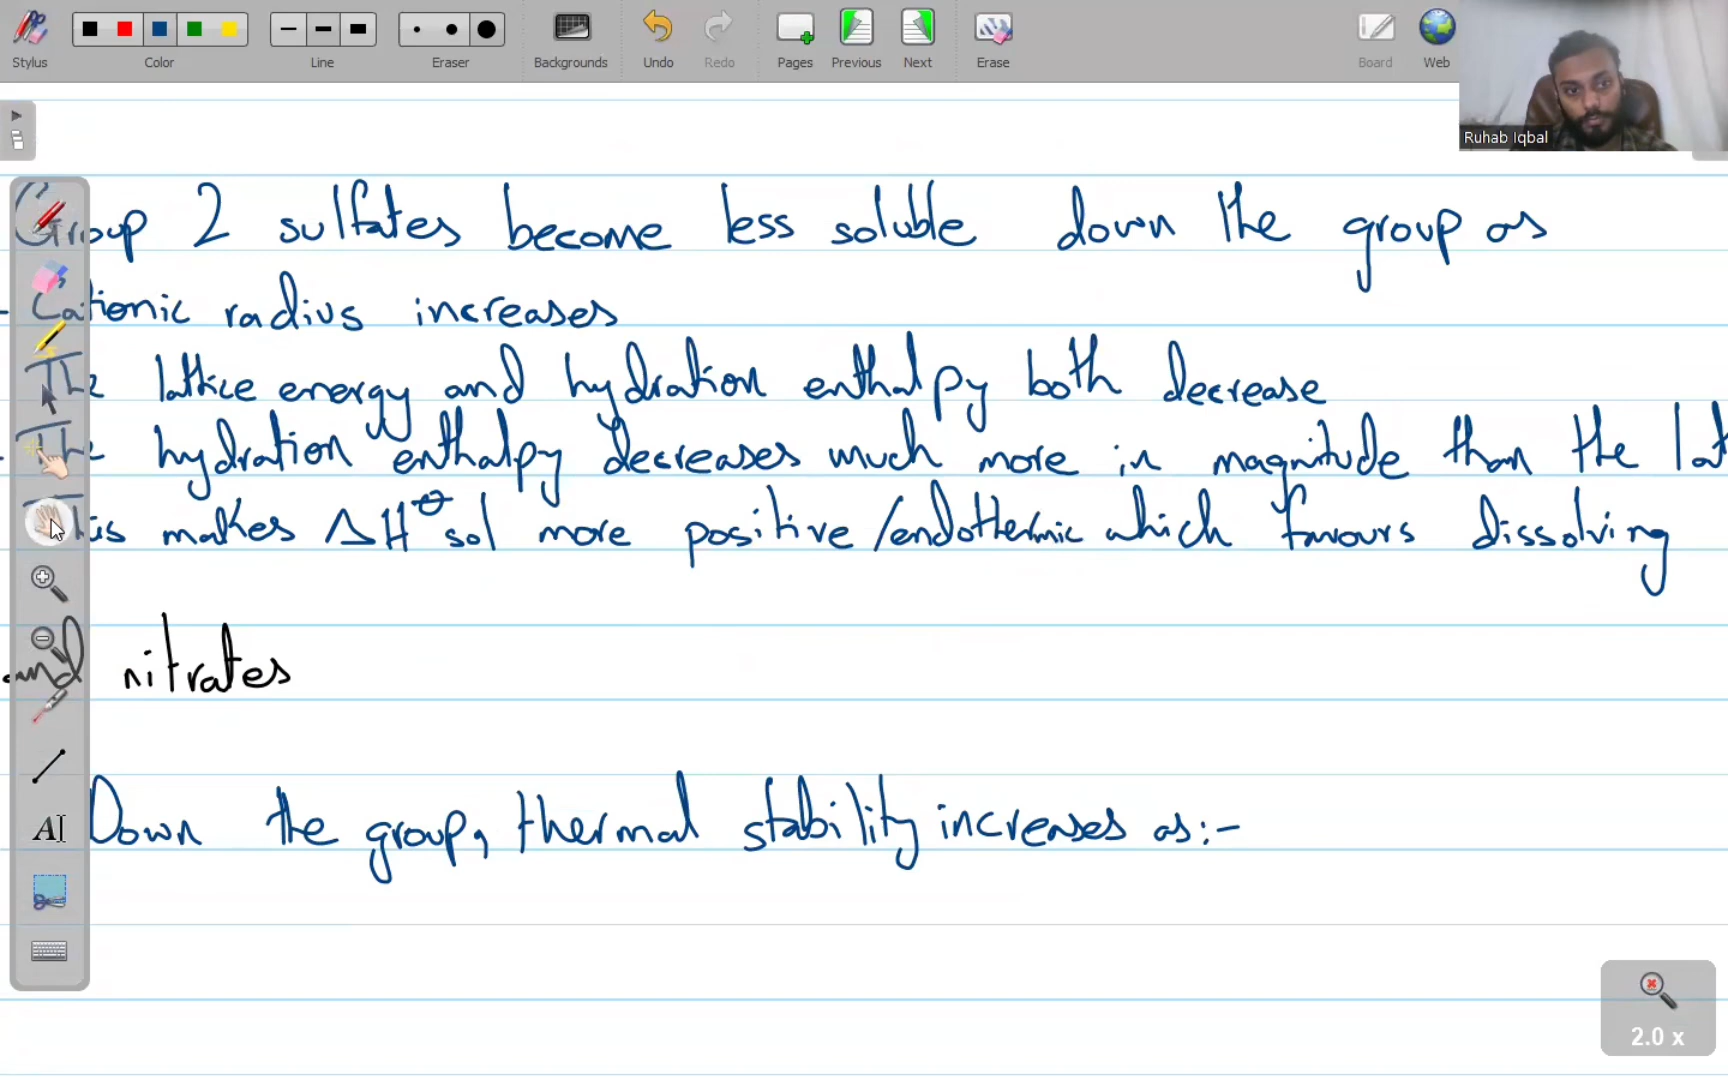 Stylus Color Line Eraser Backgrounds Undo Redo Pages Previous Next Erase Board Web
Ruhab Iqbal
Group 2 sulfates become less soluble down the group as
- Cationic radius increases
The lattice energy and hydration enthalpy both decrease
- The hydration enthalpy decreases much more in magnitude than the lat
This makes ΔH⦵sol more positive/endothermic which favours dissolving
and nitrates
Down the group, thermal stability increases as:-
2.0 x